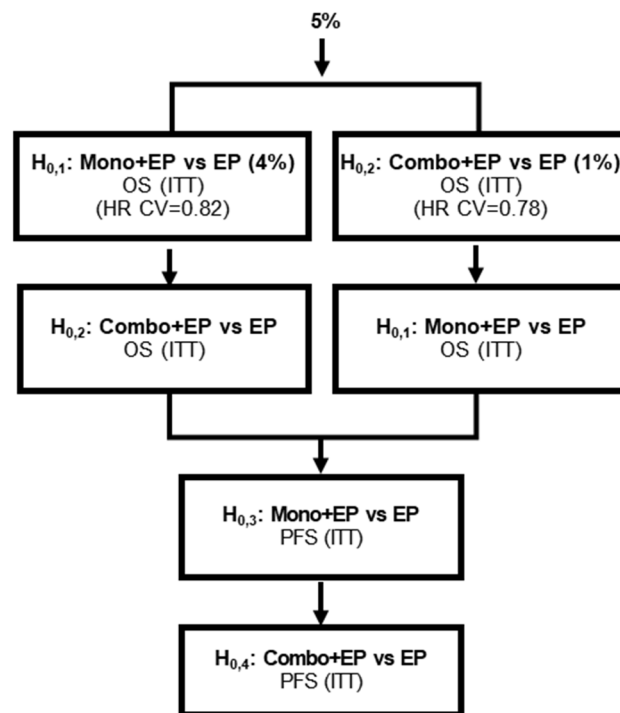 5%
H0,1: Mono+EP vs EP (4%)
OS (ITT)
(HR CV=0.82)
H0,2: Combo+EP vs EP (1%)
OS (ITT)
(HR CV=0.78)
H0,2: Combo+EP vs EP
OS (ITT)
H0,1: Mono+EP vs EP
OS (ITT)
H0,3: Mono+EP vs EP
PFS (ITT)
H0,4: Combo+EP vs EP
PFS (ITT)